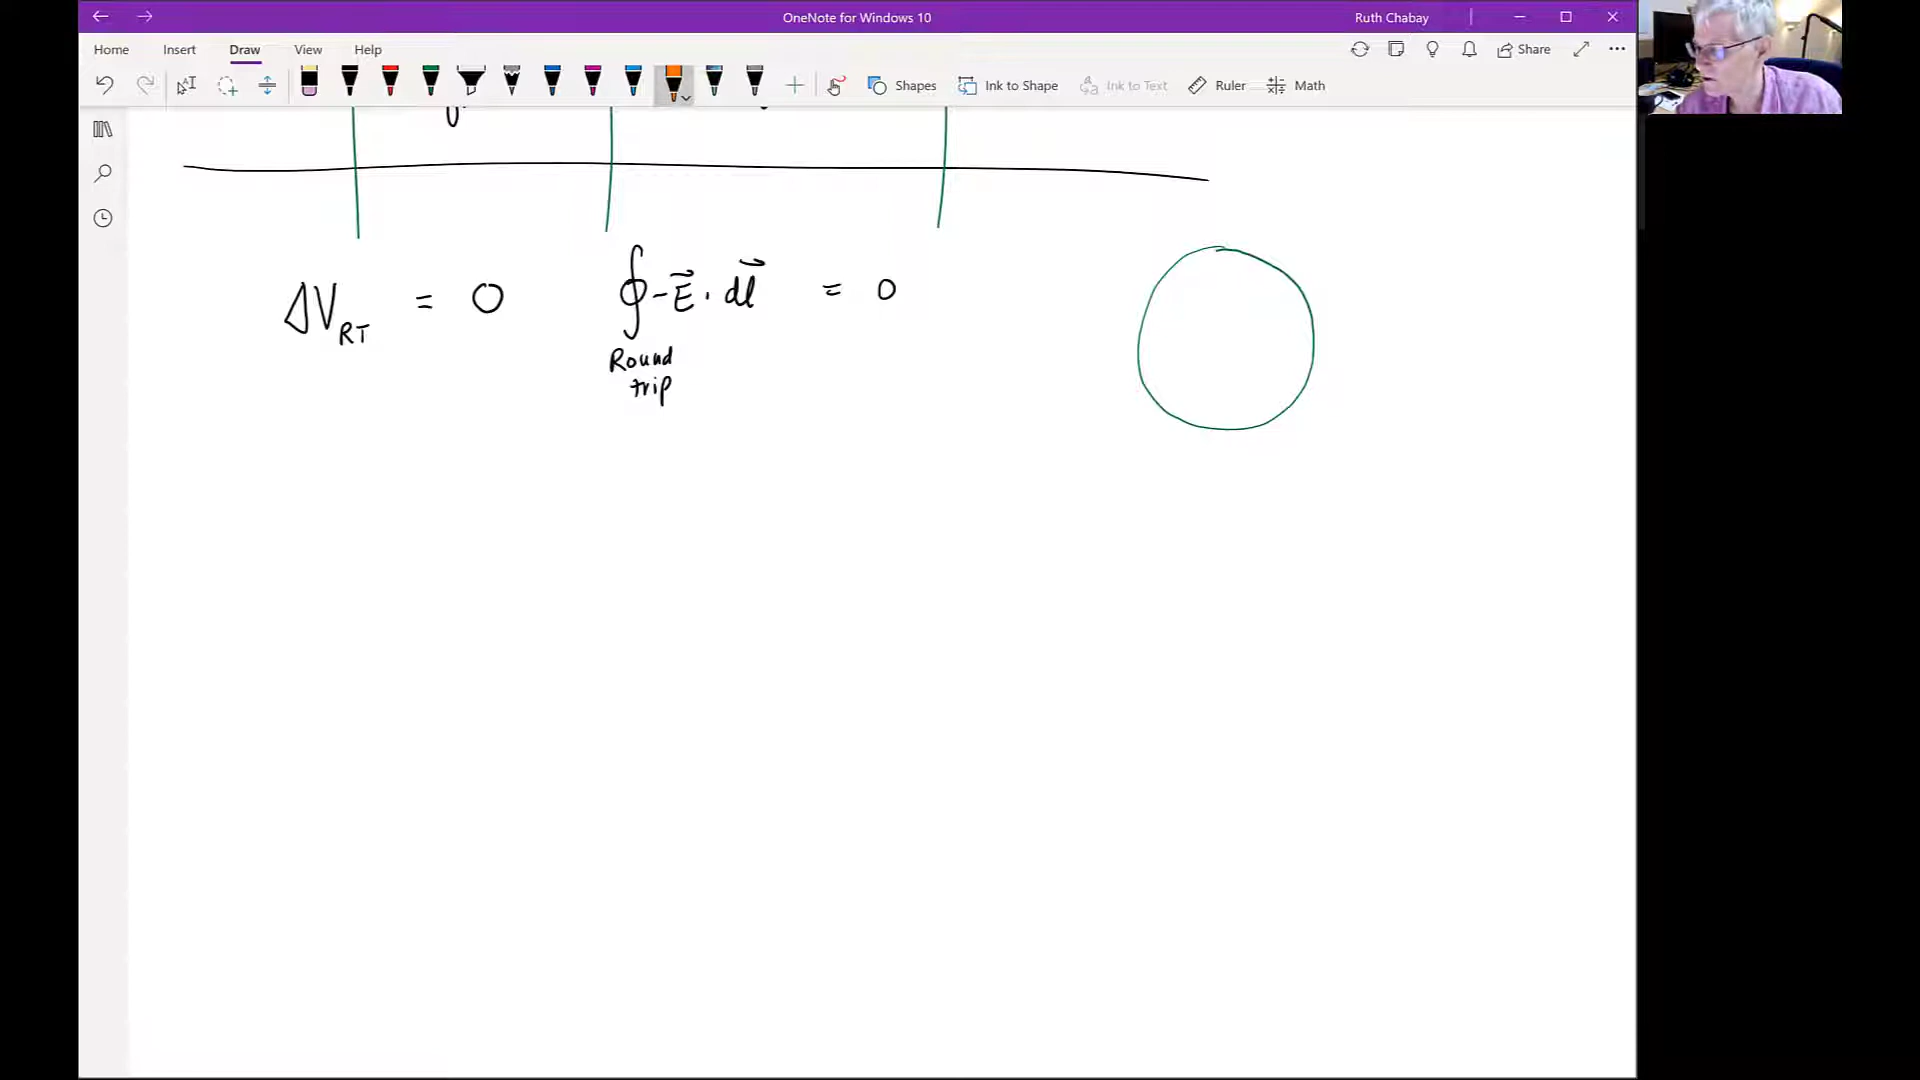 OneNote for Windows 10
Ruth Chabay
Home Insert Draw View Help
Share
Shapes Ink to Shape Ink to Text Ruler Math
ΔV_RT = 0 ∮ -E⃗ · dl⃗ = 0
Round
trip